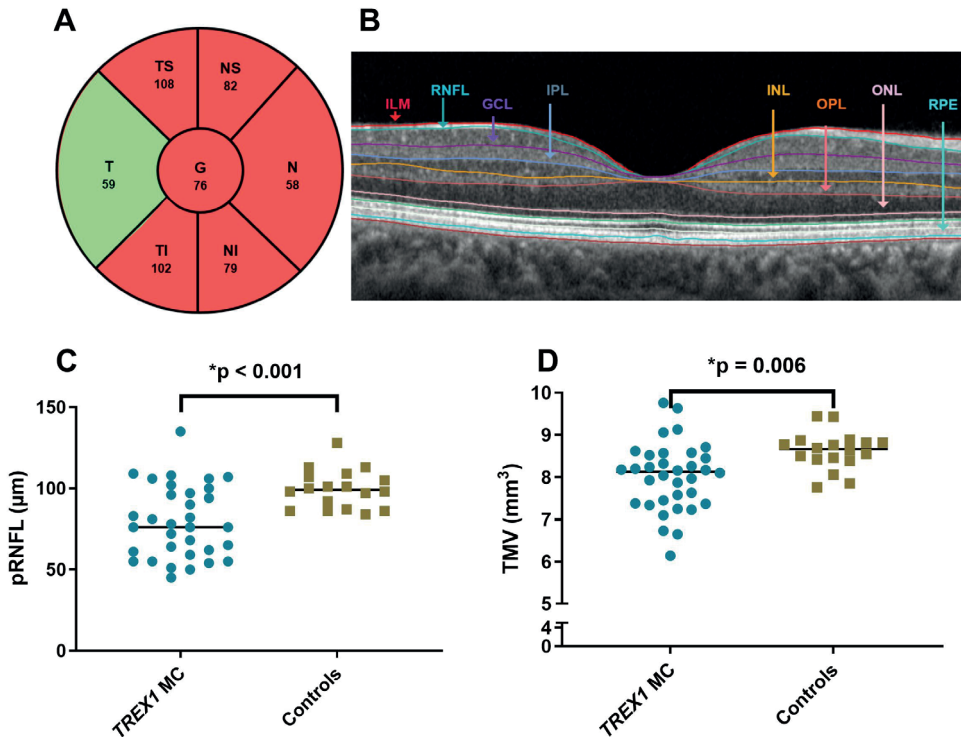 A
TS
108
NS
82
T
59
G
76
N
58
TI
102
NI
79
B
ILM
RNFL
GCL
IPL
INL
OPL
ONL
RPE
C
*p < 0.001
pRNFL (µm)
150
100
50
0
TREX1 MC
Controls
D
*p = 0.006
TMV (mm³)
10
9
8
7
6
5
4
0
TREX1 MC
Controls